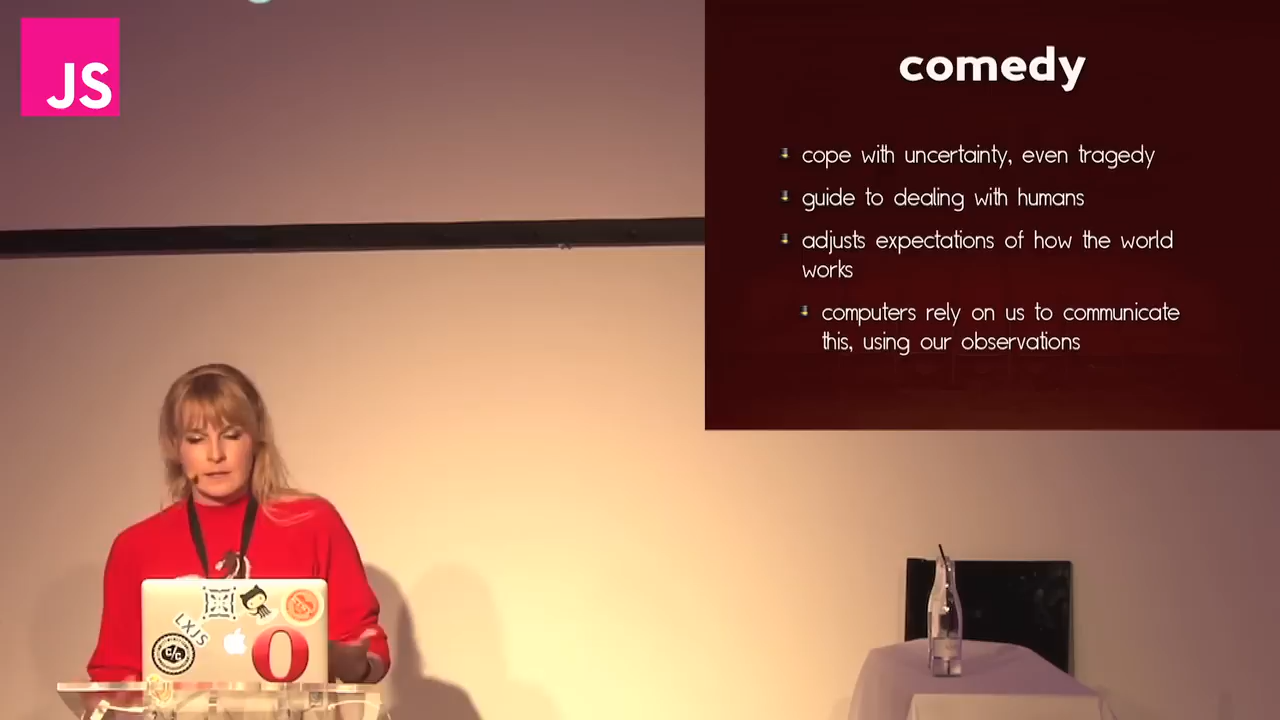 JS
comedy
cope with uncertainty, even tragedy
guide to dealing with humans
adjusts expectations of how the world
works
computers rely on us to communicate
this, using our observations
LXJS
C/C